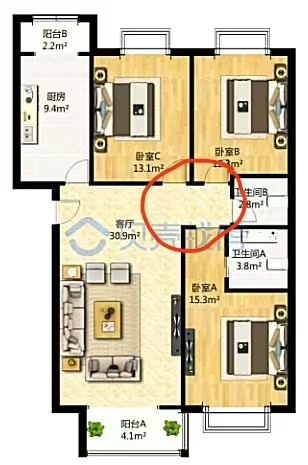 阳台B
2.2m²
厨房
9.4m²
卧室C
13.1m²
卧室B
12.3m²
卫生间B
2.8m²
客厅
30.9m²
卫生间A
3.8m²
卧室A
15.3m²
阳台A
4.1m²